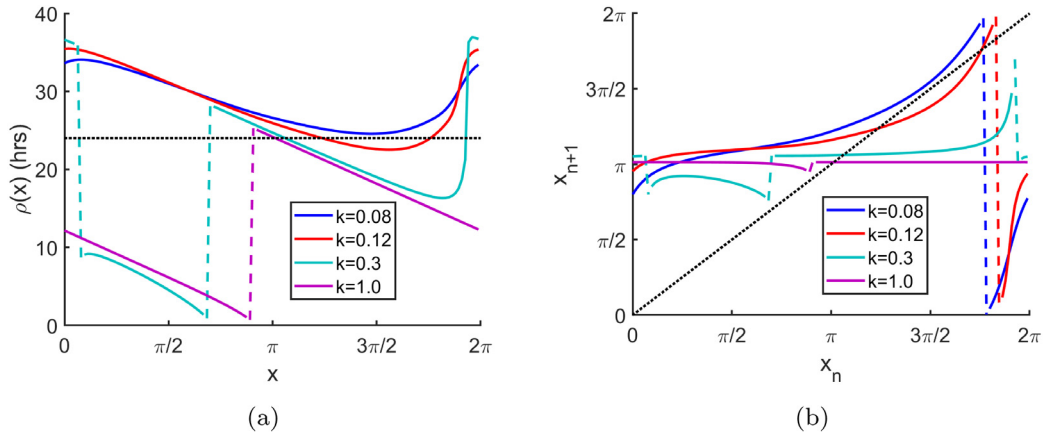 40
30
20
10
0
ρ(x) (hrs)
k=0.08
k=0.12
k=0.3
k=1.0
0 π/2 π 3π/2 2π
x
(a)
2π
3π/2
π
π/2
0
xₙ₊₁
k=0.08
k=0.12
k=0.3
k=1.0
0 π/2 π 3π/2 2π
xₙ
(b)